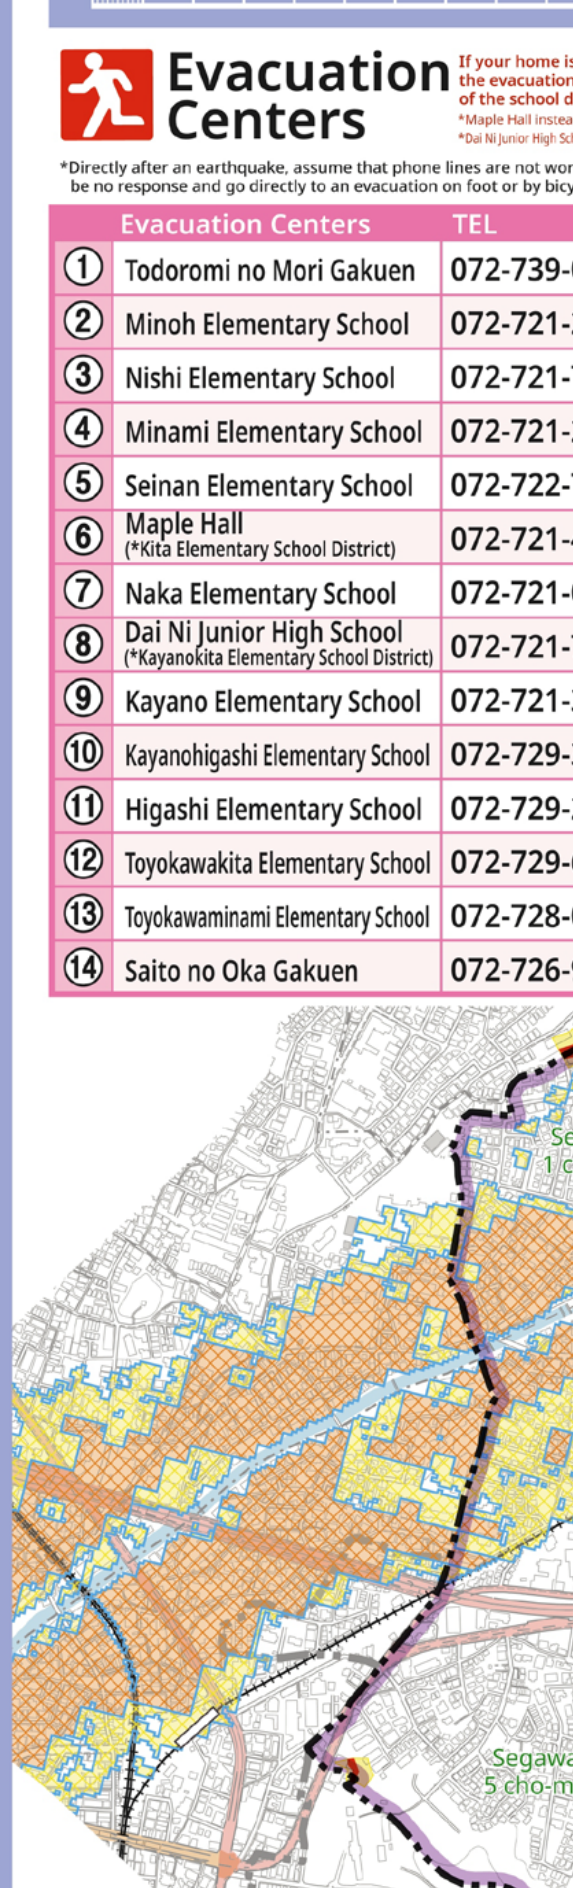 Evacuation
Centers
If your home is
the evacuation
of the school d
*Maple Hall instea
*Dai Ni Junior High Sch
*Directly after an earthquake, assume that phone lines are not wor
be no response and go directly to an evacuation on foot or by bicy
Evacuation Centers TEL
① Todoromi no Mori Gakuen 072-739-
② Minoh Elementary School 072-721-
③ Nishi Elementary School 072-721-
④ Minami Elementary School 072-721-
⑤ Seinan Elementary School 072-722-
⑥ Maple Hall
(*Kita Elementary School District) 072-721-
⑦ Naka Elementary School 072-721-
⑧ Dai Ni Junior High School
(*Kayanokita Elementary School District) 072-721-
⑨ Kayano Elementary School 072-721-
⑩ Kayanohigashi Elementary School 072-729-
⑪ Higashi Elementary School 072-729-
⑫ Toyokawakita Elementary School 072-729-
⑬ Toyokawaminami Elementary School 072-728-
⑭ Saito no Oka Gakuen 072-726-
Se
1 c
Segawa
5 cho-m